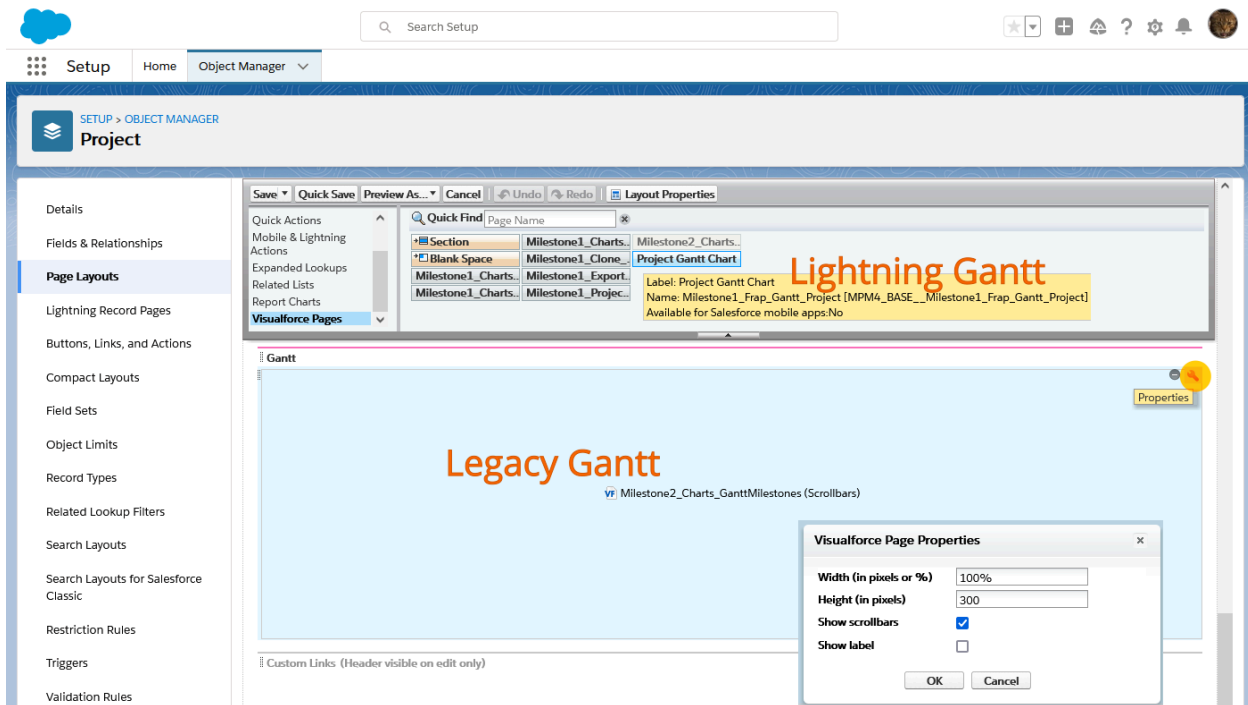 Search Setup
Setup
Home
Object Manager
SETUP > OBJECT MANAGER
Project
Details
Fields & Relationships
Page Layouts
Lightning Record Pages
Buttons, Links, and Actions
Compact Layouts
Field Sets
Object Limits
Record Types
Related Lookup Filters
Search Layouts
Search Layouts for Salesforce
Classic
Restriction Rules
Triggers
Validation Rules
Save Quick Save Preview As... Cancel Undo Redo Layout Properties
Quick Actions
Mobile & Lightning
Actions
Expanded Lookups
Related Lists
Report Charts
Visualforce Pages
Quick Find Page Name
Section Milestone1_Charts.. Milestone2_Charts..
Blank Space Milestone1_Clone_.. Project Gantt Chart
Milestone1_Charts.. Milestone1_Export..
Milestone1_Charts.. Milestone1_Projec...
Lightning Gantt
Label: Project Gantt Chart
Name: Milestone1_Frap_Gantt_Project [MPM4_BASE__Milestone1_Frap_Gantt_Project]
Available for Salesforce mobile apps:No
Gantt
Properties
Legacy Gantt
VF Milestone2_Charts_GanttMilestones (Scrollbars)
Custom Links (Header visible on edit only)
Visualforce Page Properties
Width (in pixels or %) 100%
Height (in pixels) 300
Show scrollbars
Show label
OK Cancel